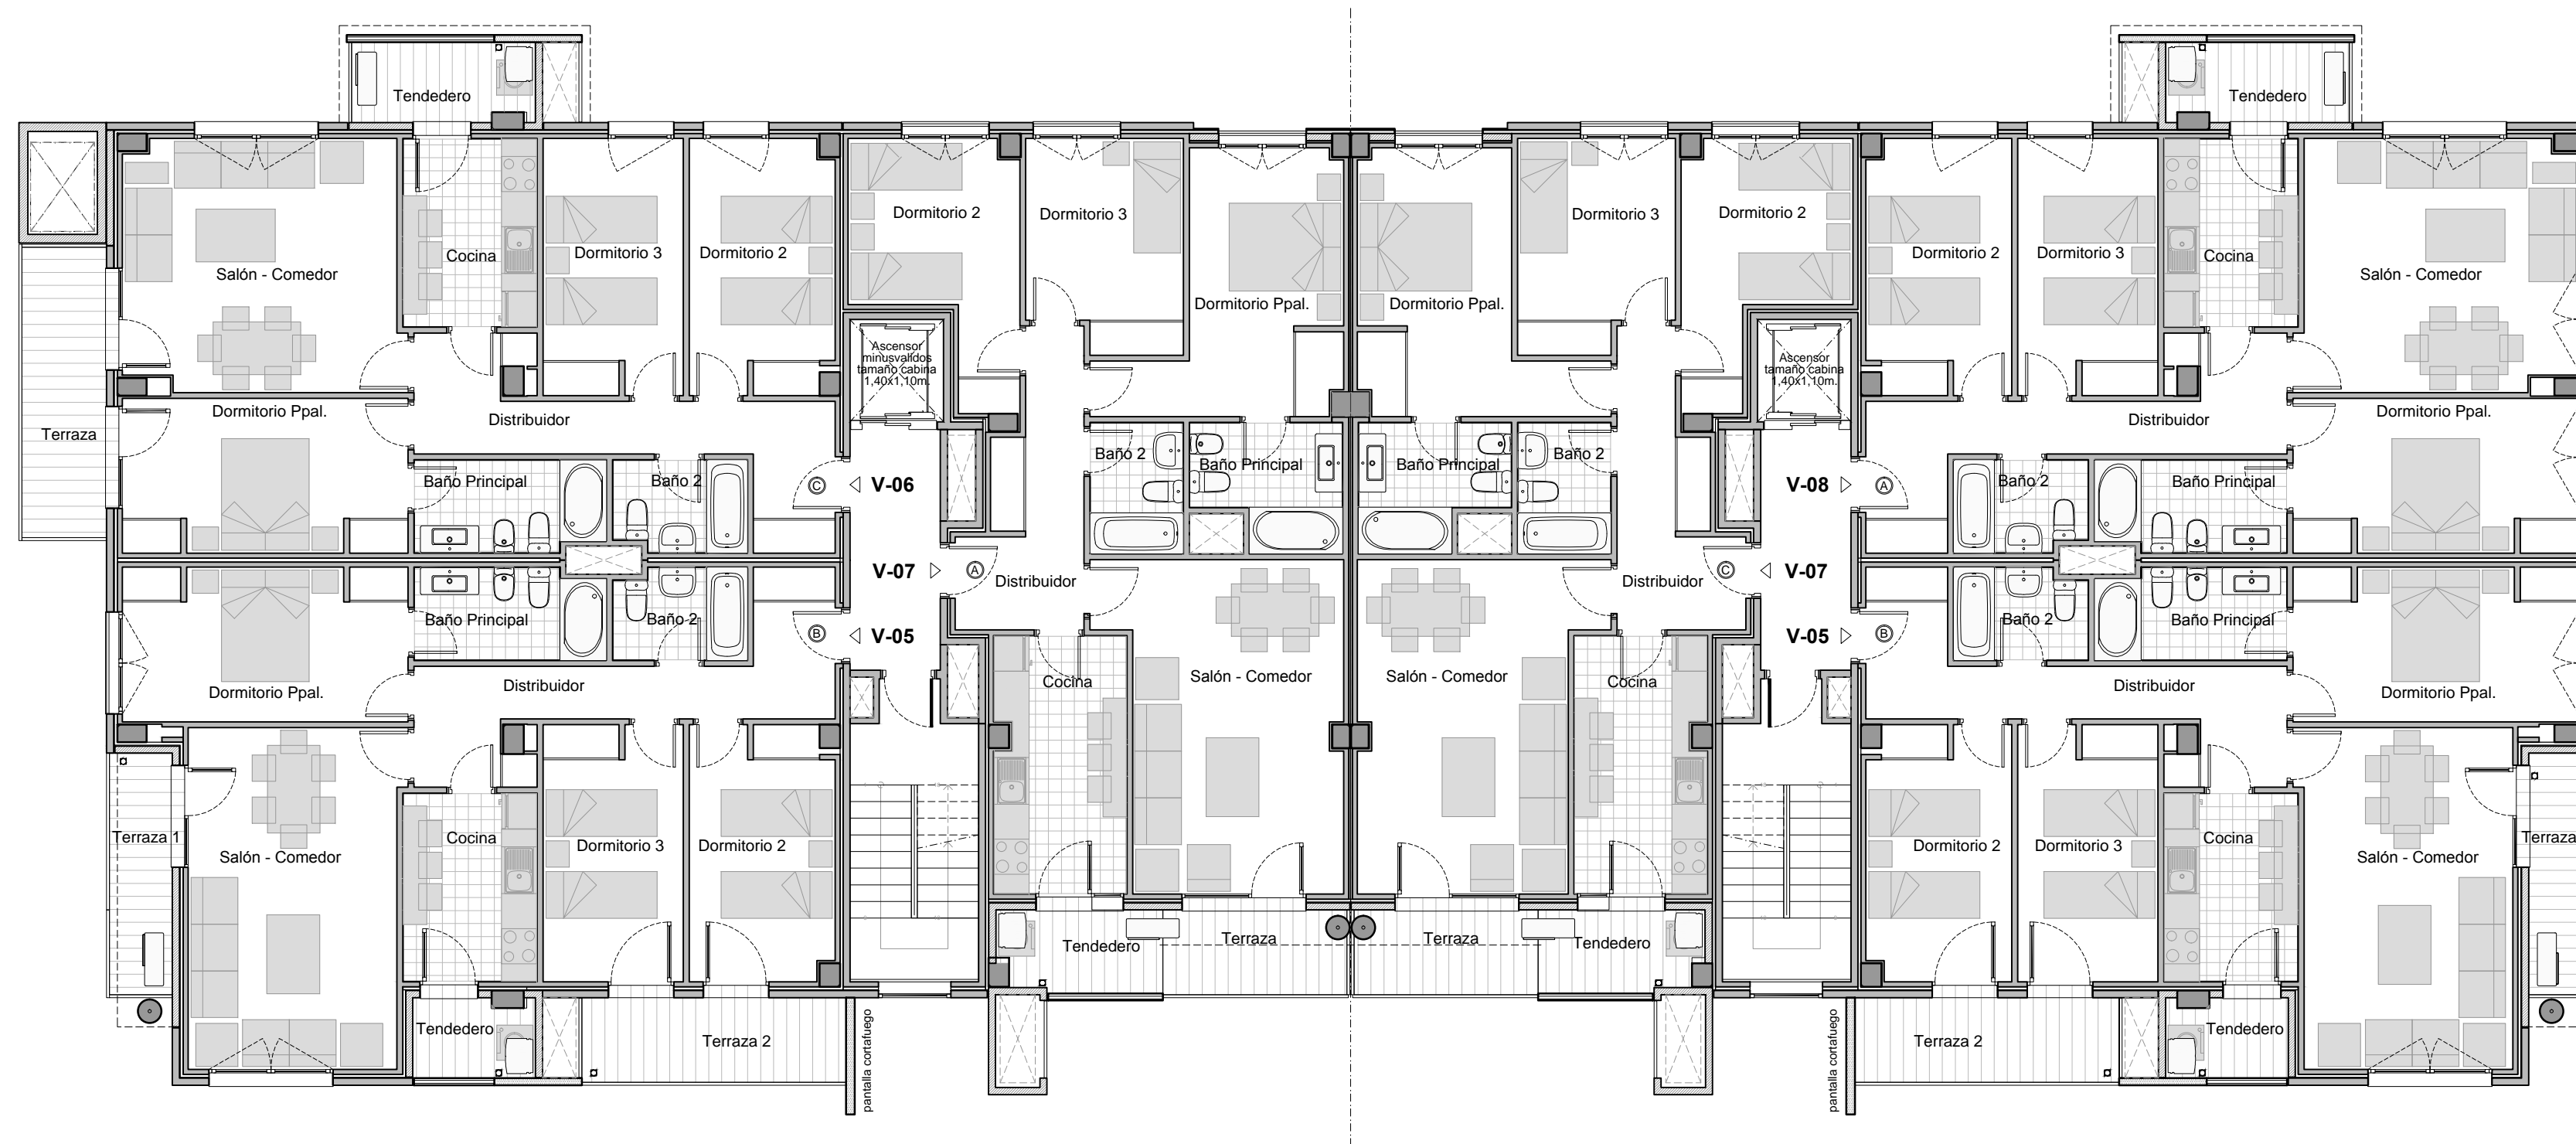 Tendedero
Tendedero
Dormitorio 2
Dormitorio 3
Dormitorio 3
Dormitorio 2
Salón - Comedor
Cocina
Dormitorio 3
Dormitorio 2
Dormitorio Ppal.
Dormitorio Ppal.
Dormitorio 2
Dormitorio 3
Cocina
Salón - Comedor
Ascensor
minusvalidos
tamaño cabina
1,40x1,10m.
Ascensor
tamaño cabina
1,40x1,10m.
Terraza
Dormitorio Ppal.
Distribuidor
Distribuidor
Dormitorio Ppal.
Baño Principal
Baño 2
C
V-06
Baño 2
Baño Principal
Baño Principal
Baño 2
V-08
A
Baño 2
Baño Principal
V-07
A
Distribuidor
Distribuidor
C
V-07
Baño Principal
Baño 2
B
V-05
V-05
B
Baño 2
Baño Principal
Dormitorio Ppal.
Distribuidor
Cocina
Salón - Comedor
Salón - Comedor
Cocina
Distribuidor
Dormitorio Ppal.
Terraza 1
Salón - Comedor
Cocina
Dormitorio 3
Dormitorio 2
Dormitorio 2
Dormitorio 3
Cocina
Salón - Comedor
Terraza
Tendedero
Terraza
Terraza
Tendedero
Tendedero
Terraza 2
pantalla cortafuego
pantalla cortafuego
Terraza 2
Tendedero